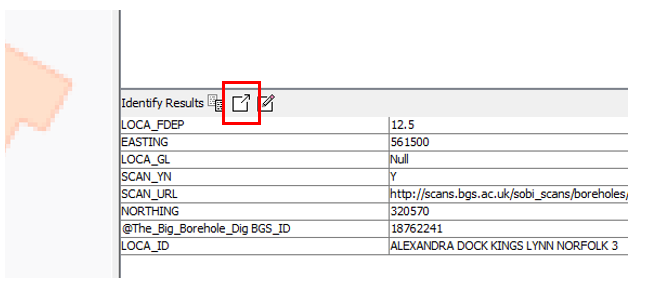 Identify Results
LOCA_FDEP 12.5
EASTING 561500
LOCA_GL Null
SCAN_YN Y
SCAN_URL http://scans.bgs.ac.uk/sobi_scans/boreholes/
NORTHING 320570
@The_Big_Borehole_Dig BGS_ID 18762241
LOCA_ID ALEXANDRA DOCK KINGS LYNN NORFOLK 3